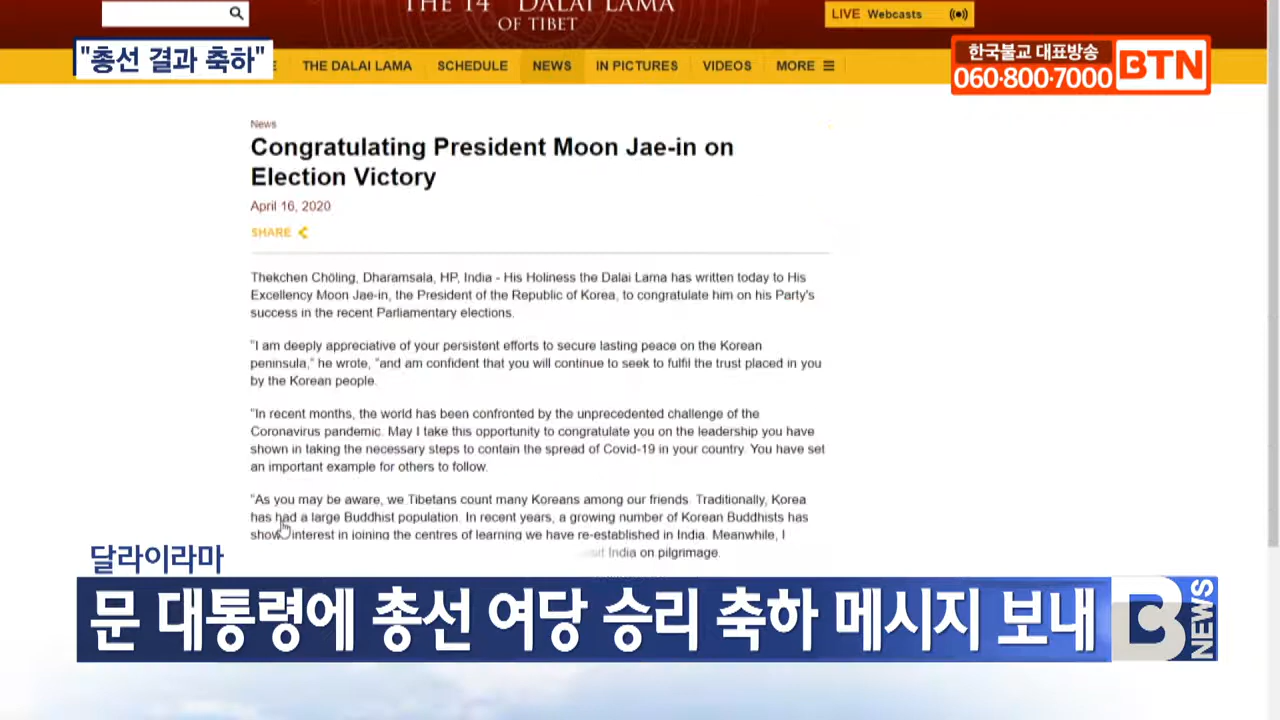 THE 14 DALAI LAMA
OF TIBET
LIVE Webcasts
"총선 결과 축하"
THE DALAI LAMA SCHEDULE NEWS IN PICTURES VIDEOS MORE
한국불교 대표방송
060·800·7000
BTN
News
Congratulating President Moon Jae-in on
Election Victory
April 16, 2020
SHARE
Thekchen Chöling, Dharamsala, HP, India - His Holiness the Dalai Lama has written today to His
Excellency Moon Jae-in, the President of the Republic of Korea, to congratulate him on his Party's
success in the recent Parliamentary elections.
"I am deeply appreciative of your persistent efforts to secure lasting peace on the Korean
peninsula," he wrote, "and am confident that you will continue to seek to fulfil the trust placed in you
by the Korean people.
"In recent months, the world has been confronted by the unprecedented challenge of the
Coronavirus pandemic. May I take this opportunity to congratulate you on the leadership you have
shown in taking the necessary steps to contain the spread of Covid-19 in your country. You have set
an important example for others to follow.
"As you may be aware, we Tibetans count many Koreans among our friends. Traditionally, Korea
has had a large Buddhist population. In recent years, a growing number of Korean Buddhists has
show interest in joining the centres of learning we have re-established in India. Meanwhile, I
India on pilgrimage.
달라이라마
문 대통령에 총선 여당 승리 축하 메시지 보내
B NEWS